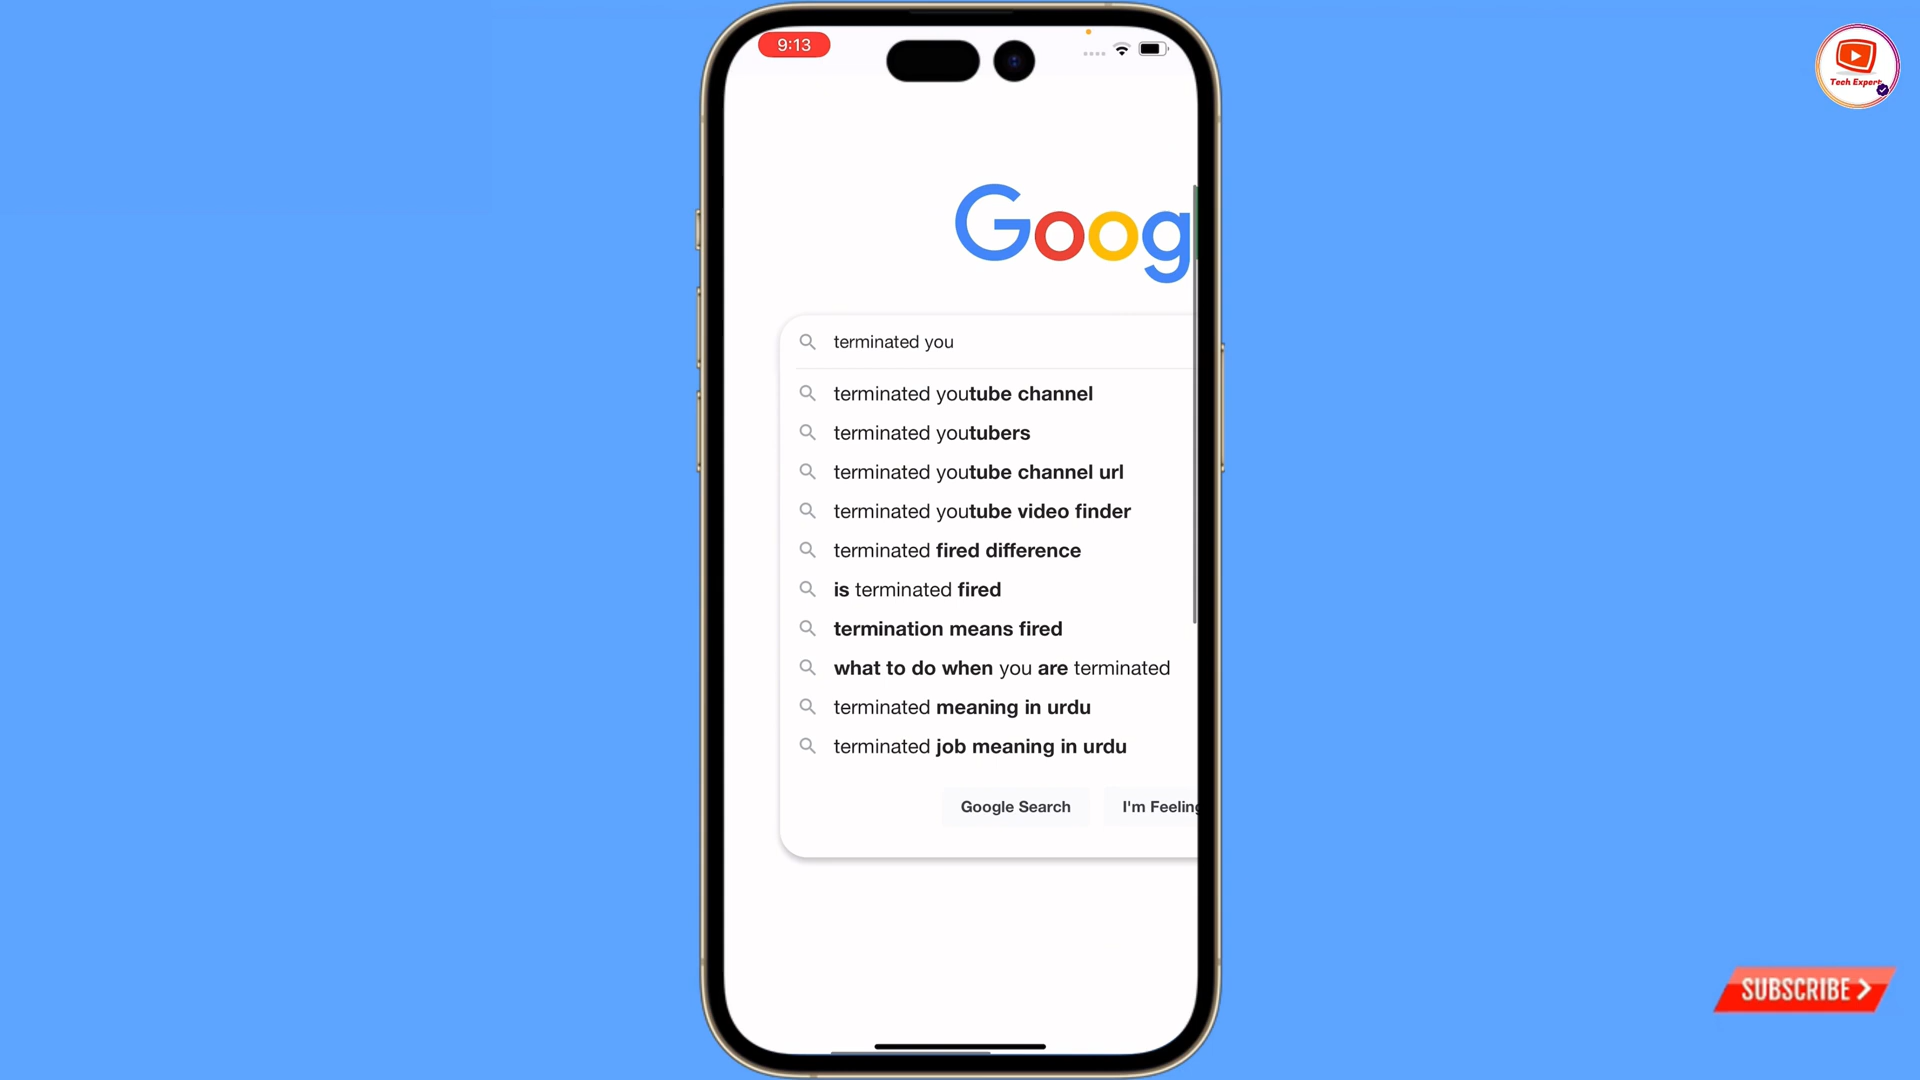 9:13
Tech Expert
Goog
terminated you
terminated youtube channel
terminated youtubers
terminated youtube channel url
terminated youtube video finder
terminated fired difference
is terminated fired
termination means fired
what to do when you are terminated
terminated meaning in urdu
terminated job meaning in urdu
Google Search
I'm Feeling
SUBSCRIBE